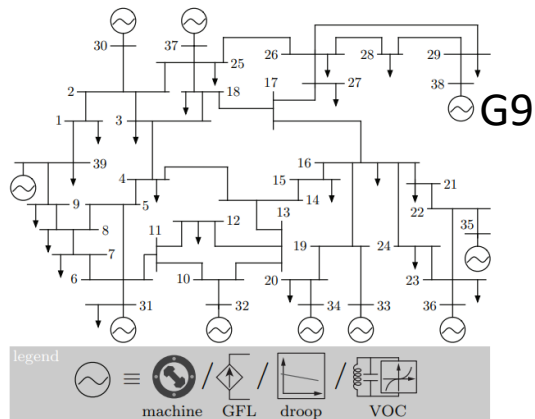 30 37
25 26 28 29
17 27 38
G9
2 18
1 3
39 16
4 15 21
14 22
9 5 12 13 35
8 11 19 24
7
6 10 20 23
31 32 34 33 36
legend
≡ / / /
machine GFL droop VOC